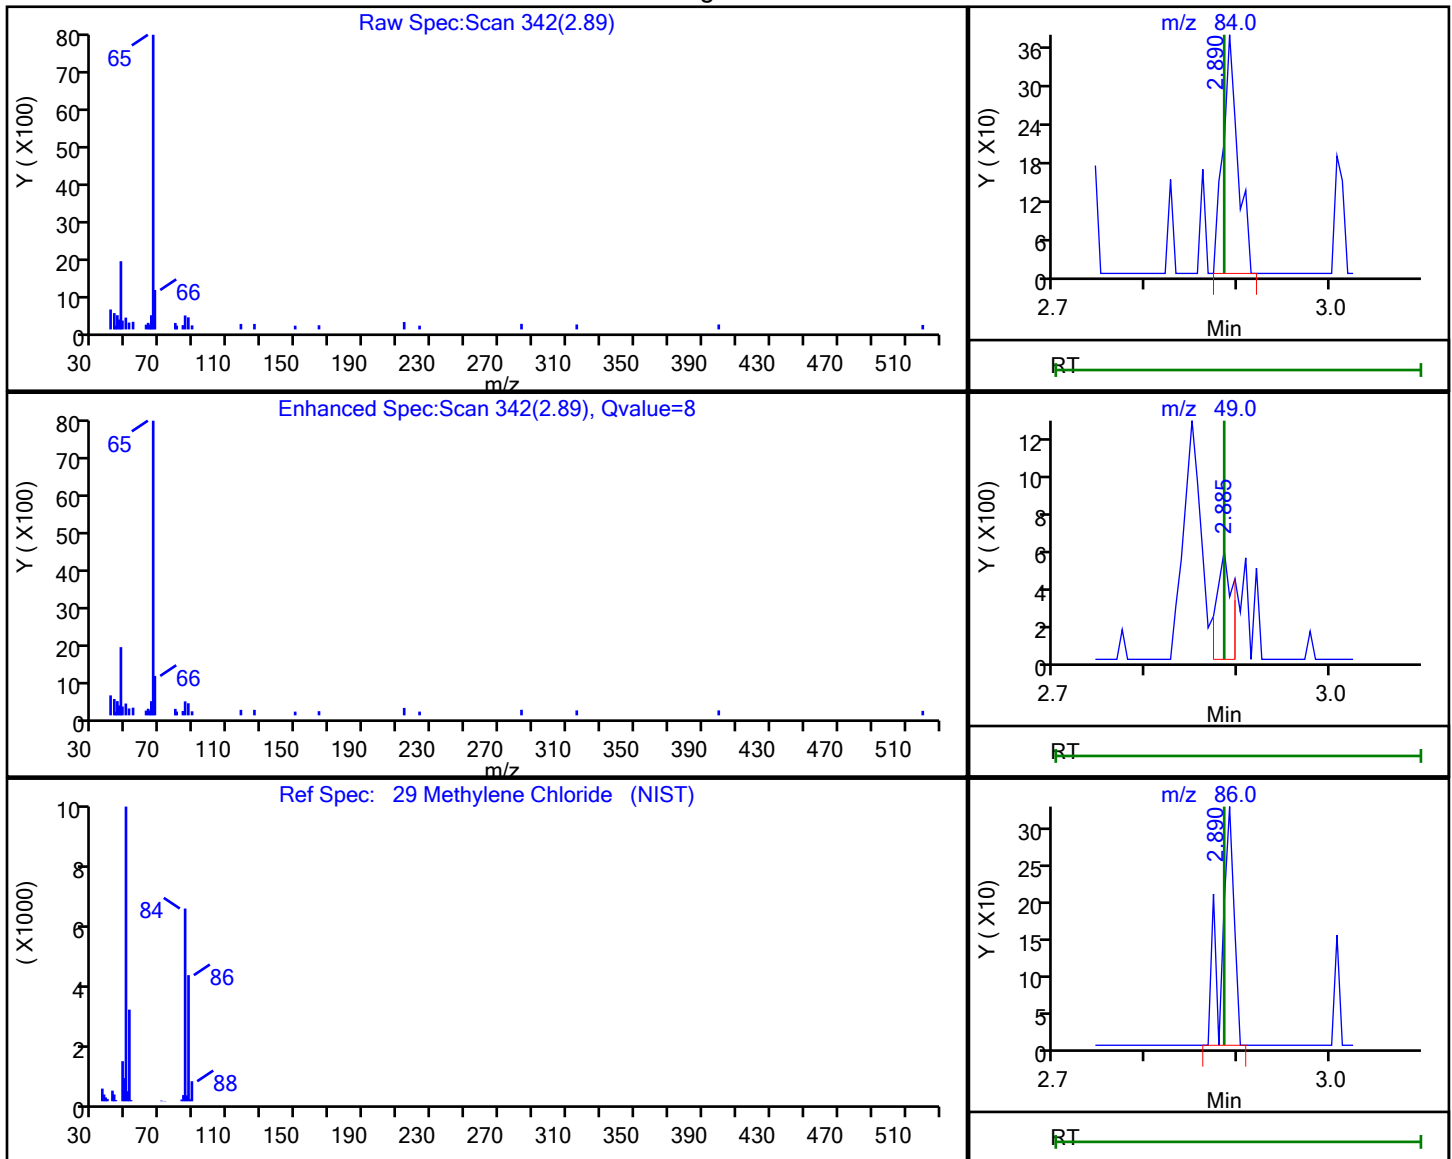 Raw Spec:Scan 342(2.89)
Y ( X100)
80
70
60
50
40
30
20
10
0
65
66
30 70 110 150 190 230 270 310 350 390 430 470 510
m/z
m/z 84.0
Y ( X10)
36
30
24
18
12
6
0
2.890
2.7 3.0
Min
RT
Enhanced Spec:Scan 342(2.89), Qvalue=8
Y ( X100)
80
70
60
50
40
30
20
10
0
65
66
30 70 110 150 190 230 270 310 350 390 430 470 510
m/z
m/z 49.0
Y ( X100)
12
10
8
6
4
2
0
2.885
2.7 3.0
Min
RT
Ref Spec: 29 Methylene Chloride (NIST)
( X1000)
10
8
6
4
2
0
84
86
88
30 70 110 150 190 230 270 310 350 390 430 470 510
m/z 86.0
Y ( X10)
30
25
20
15
10
5
0
2.890
2.7 3.0
Min
RT